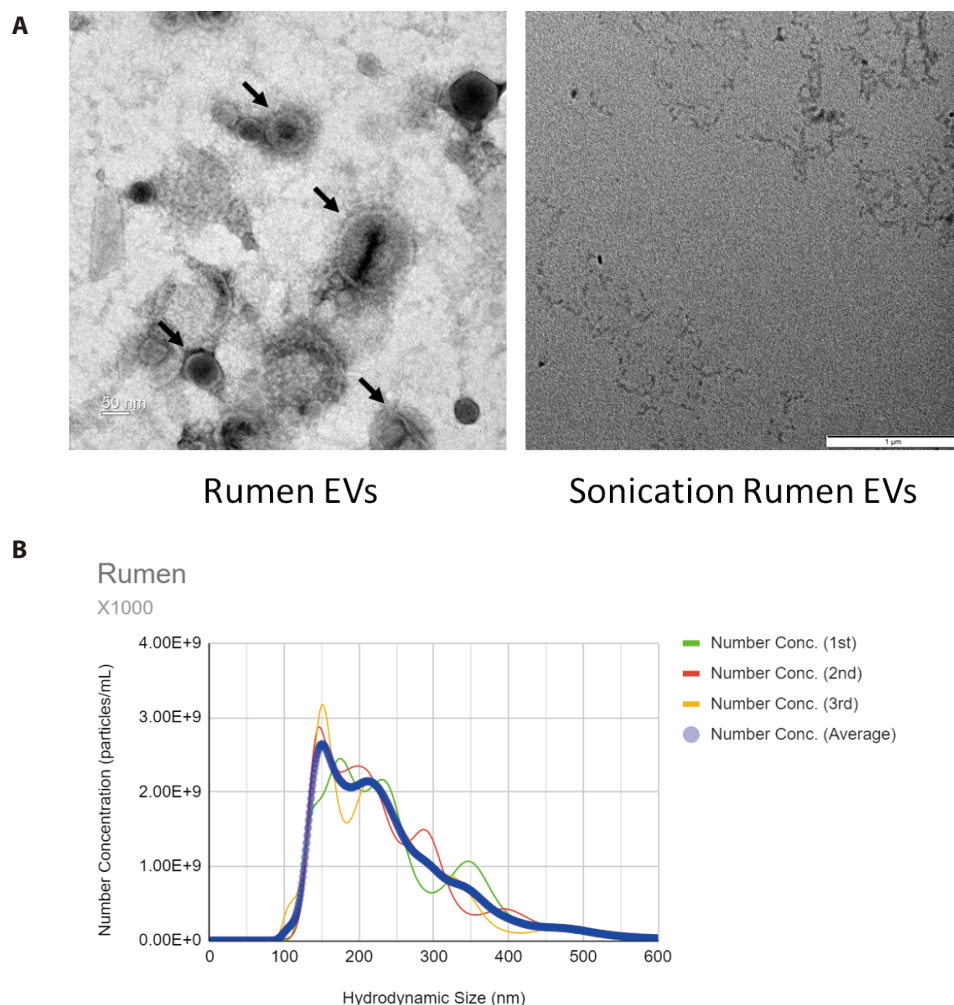 A
50 nm
1 µm
Rumen EVs
Sonication Rumen EVs
B
Rumen
X1000
Number Concentration (particles/mL)
4.00E+9
3.00E+9
2.00E+9
1.00E+9
0.00E+0
0 100 200 300 400 500 600
Hydrodynamic Size (nm)
Number Conc. (1st)
Number Conc. (2nd)
Number Conc. (3rd)
Number Conc. (Average)